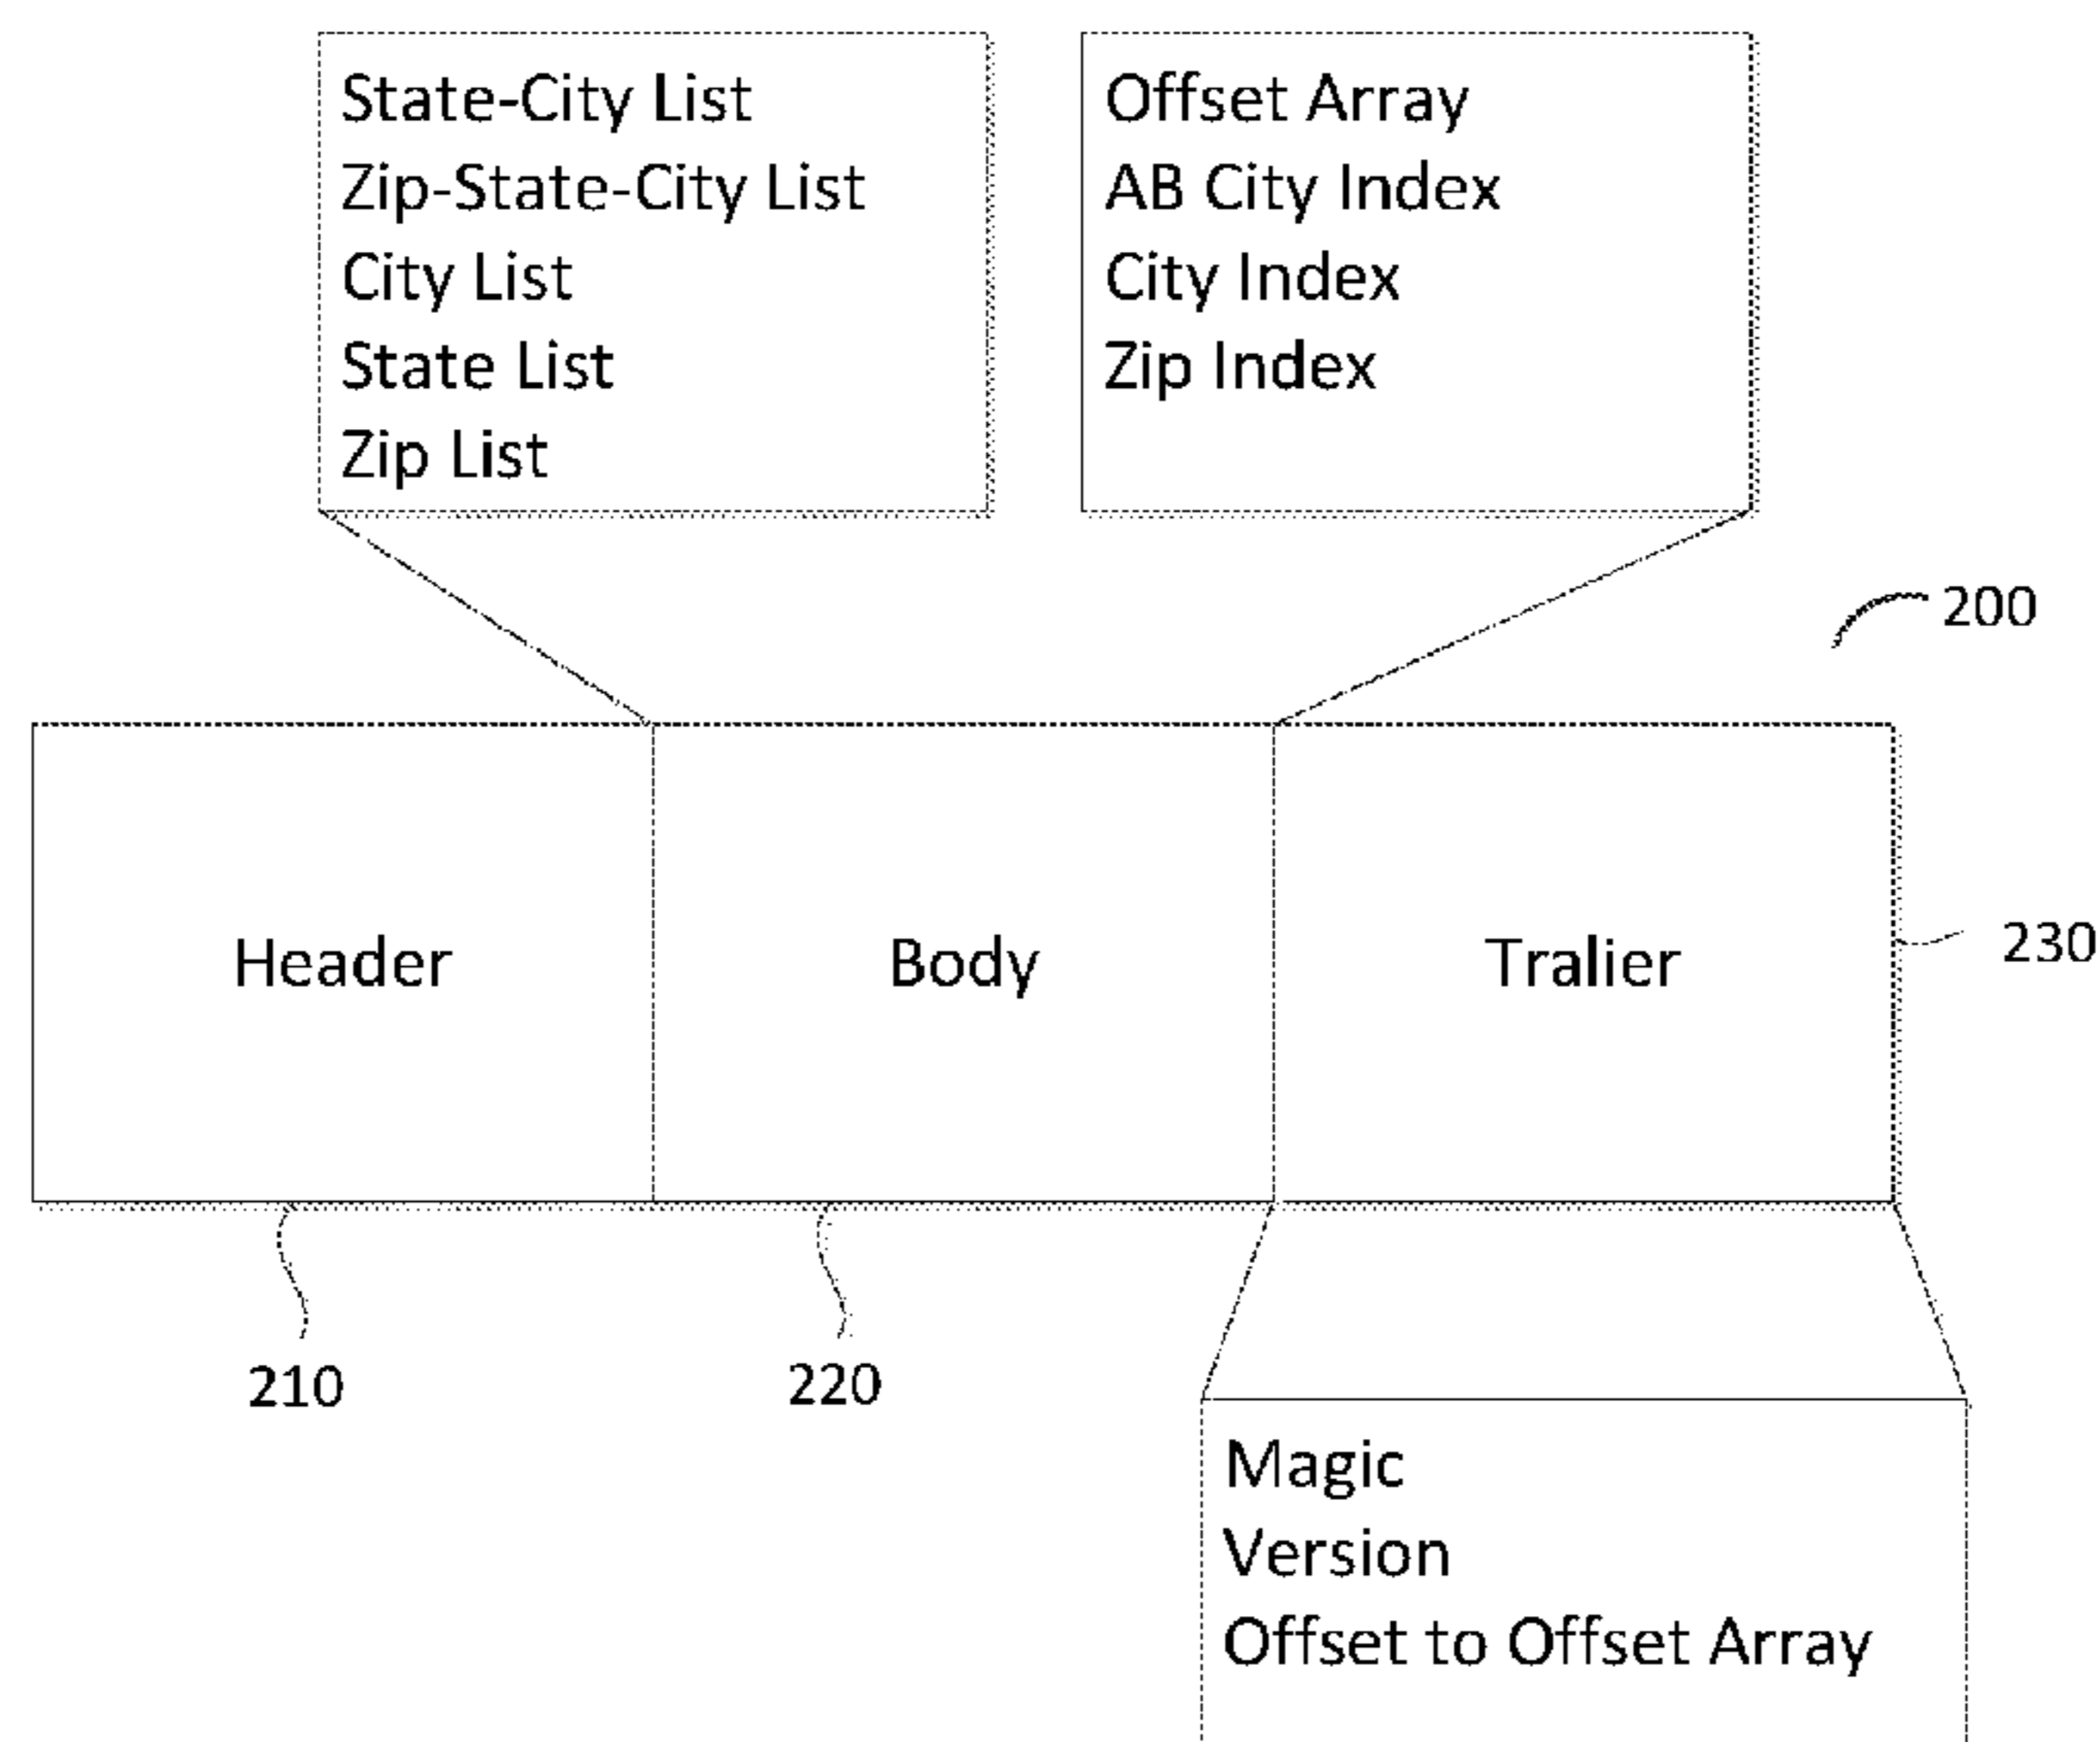 State-City List
Zip-State-City List
City List
State List
Zip List
Offset Array
AB City Index
City Index
Zip Index
200
Header
Body
Tralier
230
210
220
Magic
Version
Offset to Offset Array